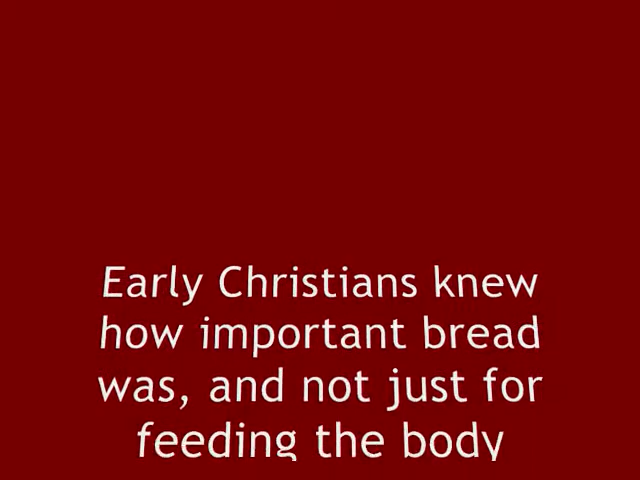 Early Christians knew
how important bread
was, and not just for
feeding the body